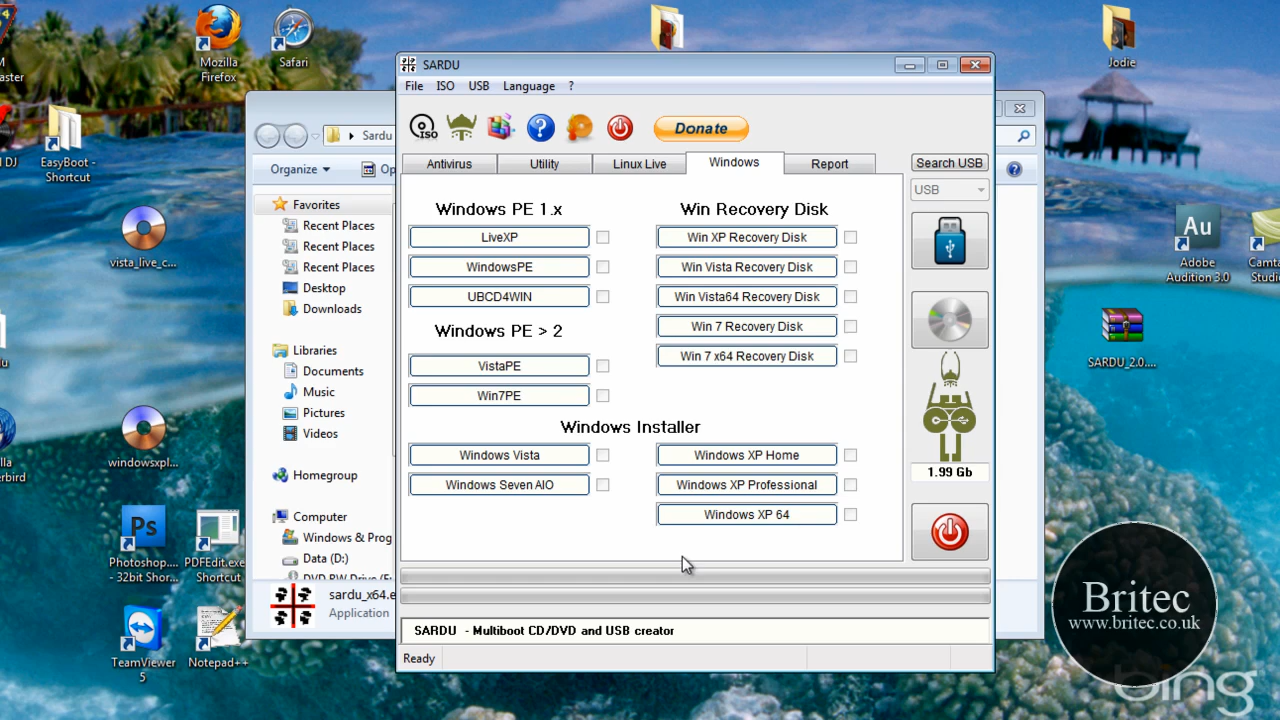 Mozilla
Firefox
Safari
EasyBoot -
Shortcut
vista_live_c...
windowsxpl...
Photoshop....
- 32bit Shor...
PDFEdit.exe
Shortcut
TeamViewer
5
Notepad++
Ps
DJ
Jodie
Au
Adobe
Audition 3.0
SARDU_2.0....
Sardu
Organize
Favorites
Recent Places
Recent Places
Recent Places
Desktop
Downloads
Libraries
Documents
Music
Pictures
Videos
Homegroup
Computer
Windows & Prog
Data (D:)
sardu_x64.e
Application
SARDU
File ISO USB Language ?
ISO
Donate
Antivirus Utility Linux Live Windows Report
Search USB
USB
Windows PE 1.x
LiveXP
WindowsPE
UBCD4WIN
Windows PE > 2
VistaPE
Win7PE
Win Recovery Disk
Win XP Recovery Disk
Win Vista Recovery Disk
Win Vista64 Recovery Disk
Win 7 Recovery Disk
Win 7 x64 Recovery Disk
Windows Installer
Windows Vista
Windows Seven AIO
Windows XP Home
Windows XP Professional
Windows XP 64
1.99 Gb
SARDU - Multiboot CD/DVD and USB creator
Ready
Britec
www.britec.co.uk
bing